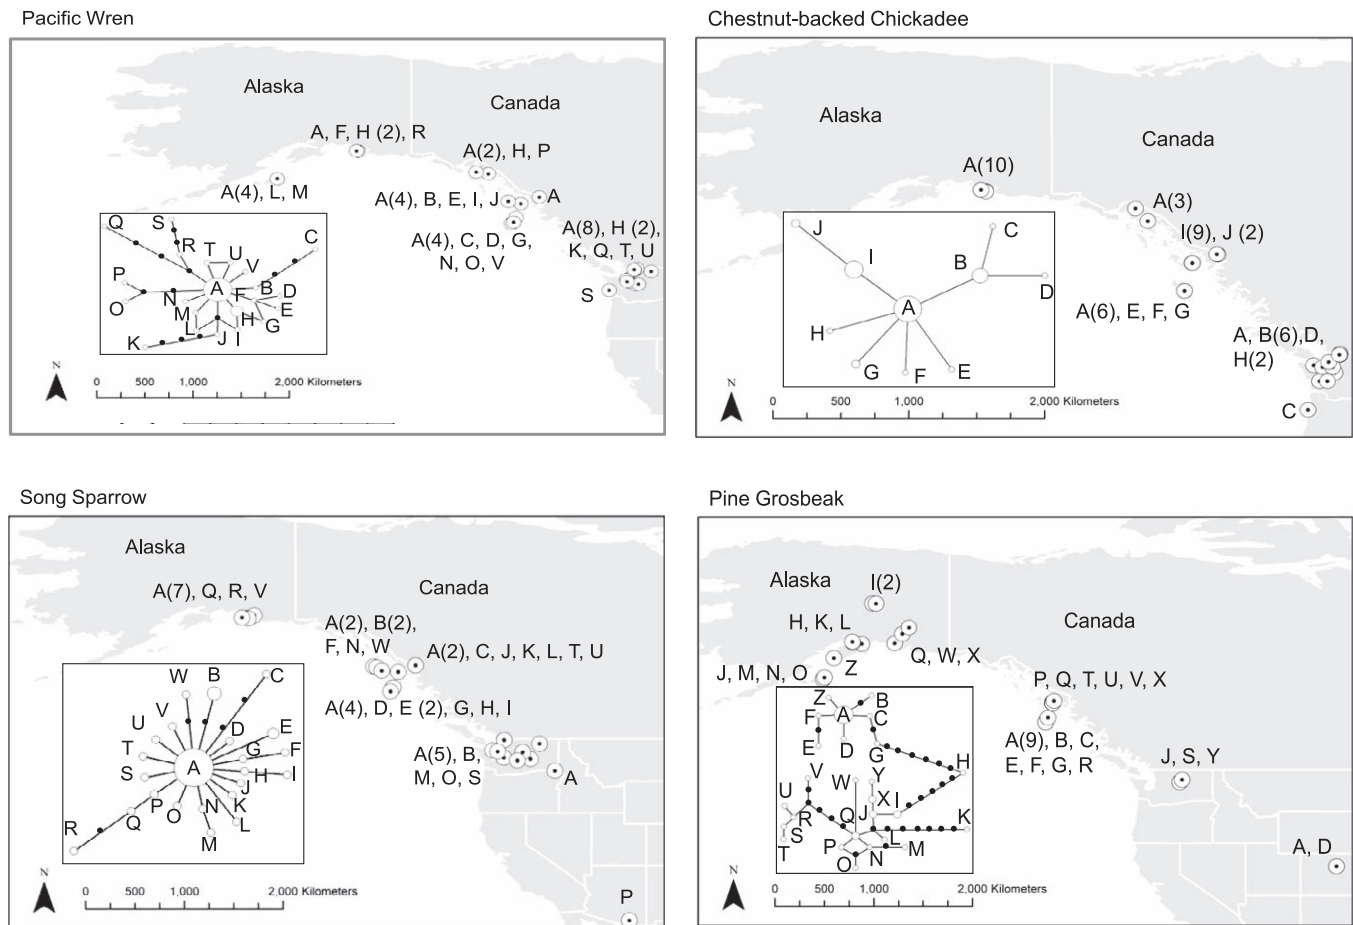 Pacific Wren
Alaska
Canada
A, F, H (2), R
A(2), H, P
A(4), L, M
A(4), B, E, I, J
A
A(8), H (2),
K, Q, T, U
A(4), C, D, G,
N, O, V
S
Q
S
R
T
U
C
V
P
A
B
N
F
D
O
M
E
H
G
L
J
I
K
N
0
500
1,000
2,000 Kilometers
Chestnut-backed Chickadee
Alaska
Canada
A(10)
A(3)
I(9), J (2)
A(6), E, F, G
A, B(6),D,
H(2)
C
J
I
C
B
D
A
H
G
F
E
N
0
500
1,000
2,000 Kilometers
Song Sparrow
Alaska
Canada
A(7), Q, R, V
A(2), B(2),
F, N, W
A(2), C, J, K, L, T, U
A(4), D, E (2), G, H, I
A(5), B,
M, O, S
A
P
W
B
C
U
V
D
E
T
G
F
A
S
H
I
J
P
N
K
R
Q
O
L
M
N
0
500
1,000
2,000 Kilometers
Pine Grosbeak
Alaska
I(2)
Canada
H, K, L
Q, W, X
Z
J, M, N, O
P, Q, T, U, V, X
A(9), B, C,
E, F, G, R
J, S, Y
A, D
Z
B
F
A
C
E
D
G
H
V
W
Y
U
X
I
R
Q
J
K
S
L
T
P
N
M
O
N
0
500
1,000
2,000 Kilometers